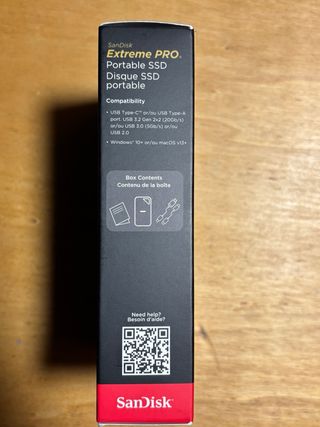 SanDisk
Extreme PRO®
Portable SSD
Disque SSD
portable
Compatibility
• USB Type-C™ or/ou USB Type-A
port. USB 3.2 Gen 2x2 (20Gb/s)
or/ou USB 3.0 (5Gb/s) or/ou
USB 2.0
• Windows® 10+ or/ou macOS v13+
Box Contents
Contenu de la boîte
Need help?
Besoin d'aide?
SanDisk®